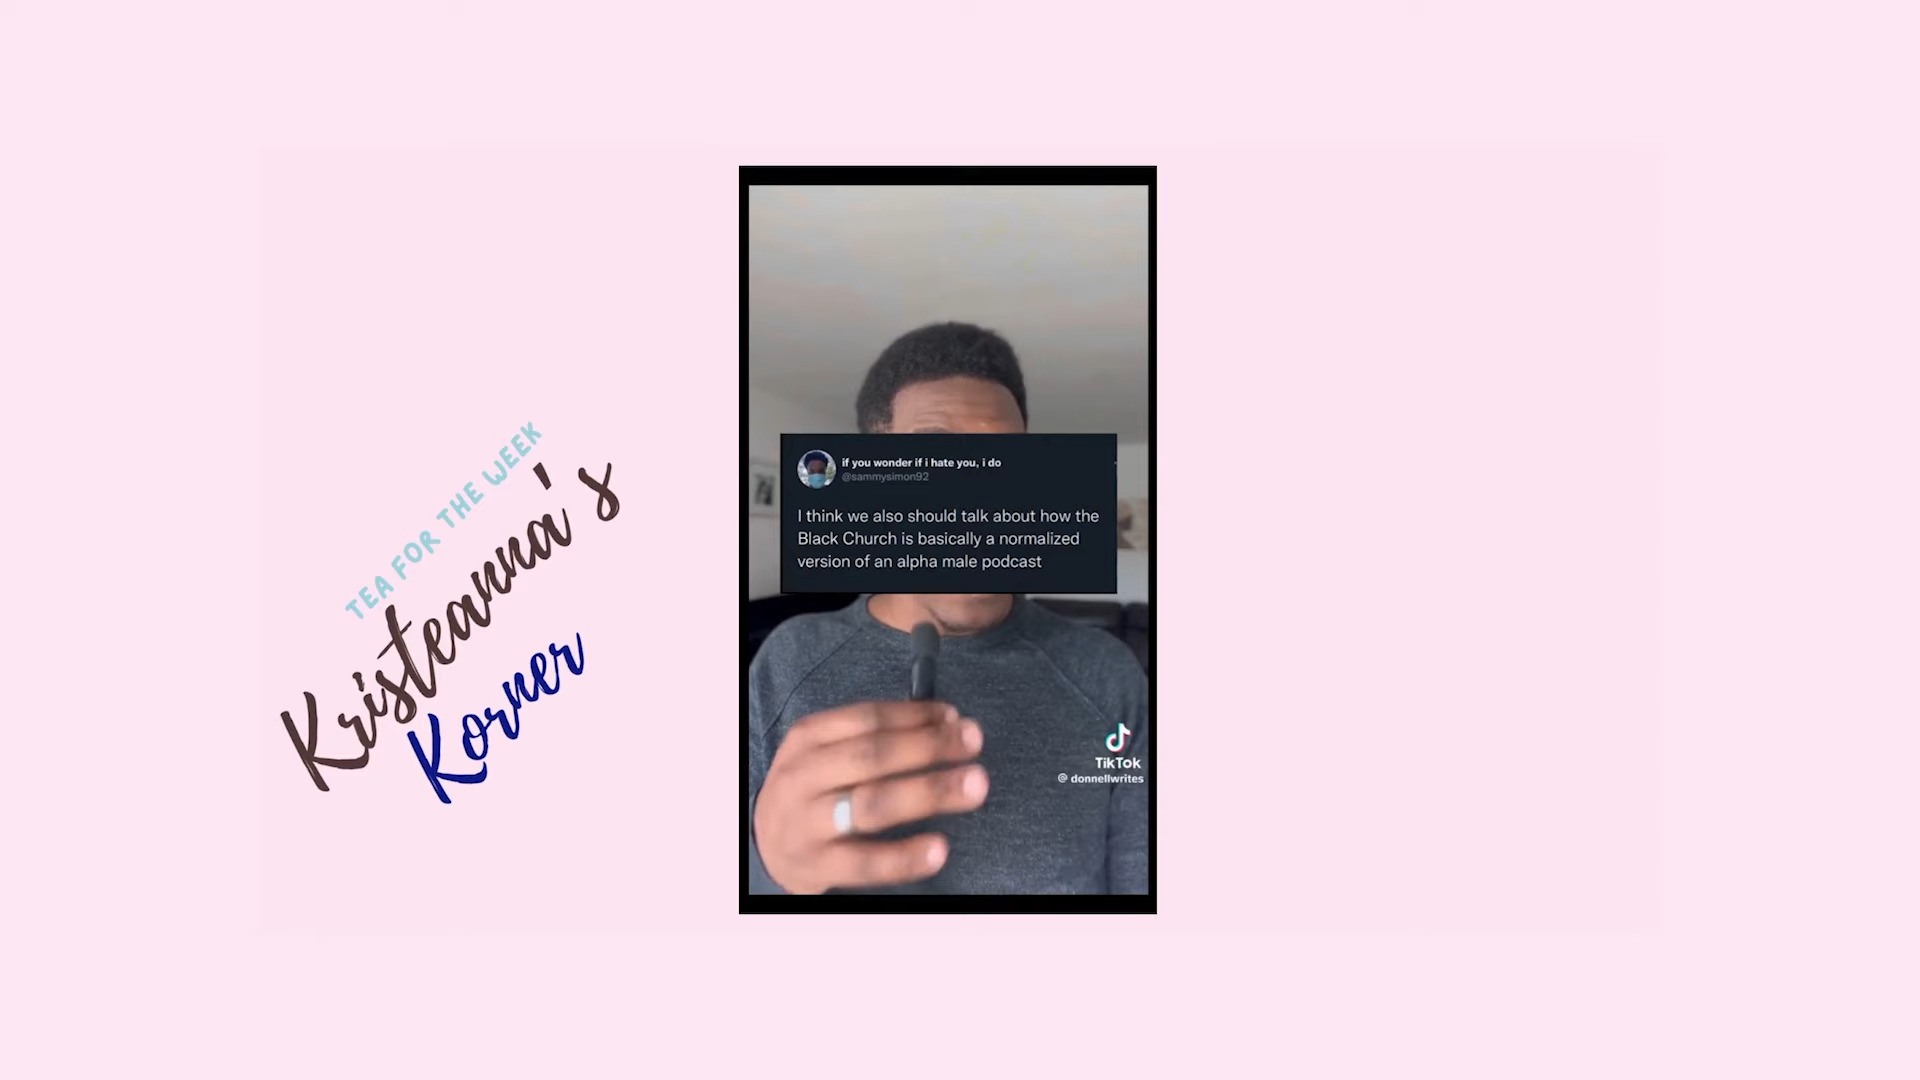 TEA FOR THE WEEK
Kristeanna's
Korner
if you wonder if i hate you, i do
@sammysimon92
I think we also should talk about how the
Black Church is basically a normalized
version of an alpha male podcast
TikTok
@ donnellwrites